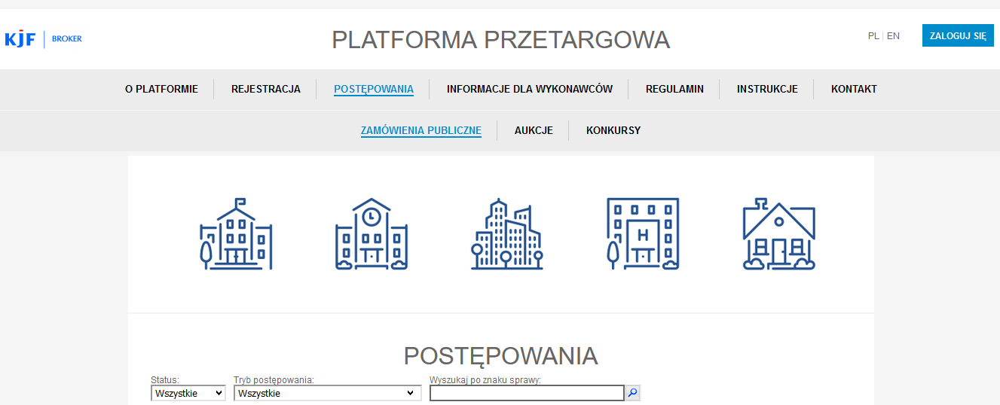 KJF BROKER
PLATFORMA PRZETARGOWA
PL | EN
ZALOGUJ SIĘ
O PLATFORMIE REJESTRACJA POSTĘPOWANIA INFORMACJE DLA WYKONAWCÓW REGULAMIN INSTRUKCJE KONTAKT
ZAMÓWIENIA PUBLICZNE AUKCJE KONKURSY
H
POSTĘPOWANIA
Status: Tryb postępowania: Wyszukaj po znaku sprawy:
Wszystkie Wszystkie